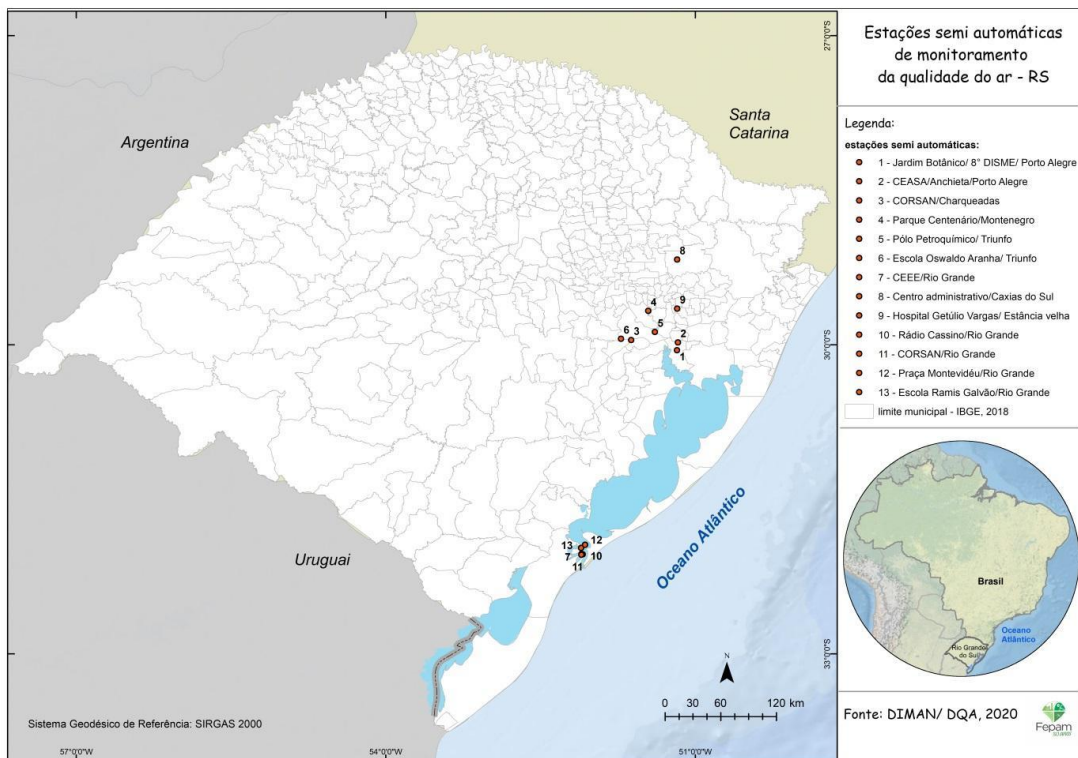 Estações semi automáticas
de monitoramento
da qualidade do ar - RS
Legenda:
estações semi automáticas:
1 - Jardim Botânico/ 8° DISME/ Porto Alegre
2 - CEASA/Anchieta/Porto Alegre
3 - CORSAN/Charqueadas
4 - Parque Centenário/Montenegro
5 - Pólo Petroquímico/ Triunfo
6 - Escola Oswaldo Aranha/ Triunfo
7 - CEEE/Rio Grande
8 - Centro administrativo/Caxias do Sul
9 - Hospital Getúlio Vargas/ Estância velha
10 - Rádio Cassino/Rio Grande
11 - CORSAN/Rio Grande
12 - Praça Montevidéu/Rio Grande
13 - Escola Ramis Galvão/Rio Grande
limite municipal - IBGE, 2018
Argentina
Santa
Catarina
Uruguai
Oceano Atlântico
8
4
9
5
6
3
2
1
13
12
7
10
11
27°0'0"S
30°0'0"S
33°0'0"S
57°0'0"W
54°0'0"W
51°0'0"W
N
0 30 60 120 km
Sistema Geodésico de Referência: SIRGAS 2000
Brasil
Oceano
Atlântico
Rio Grande
do Sul
Fonte: DIMAN/ DQA, 2020
Fepam